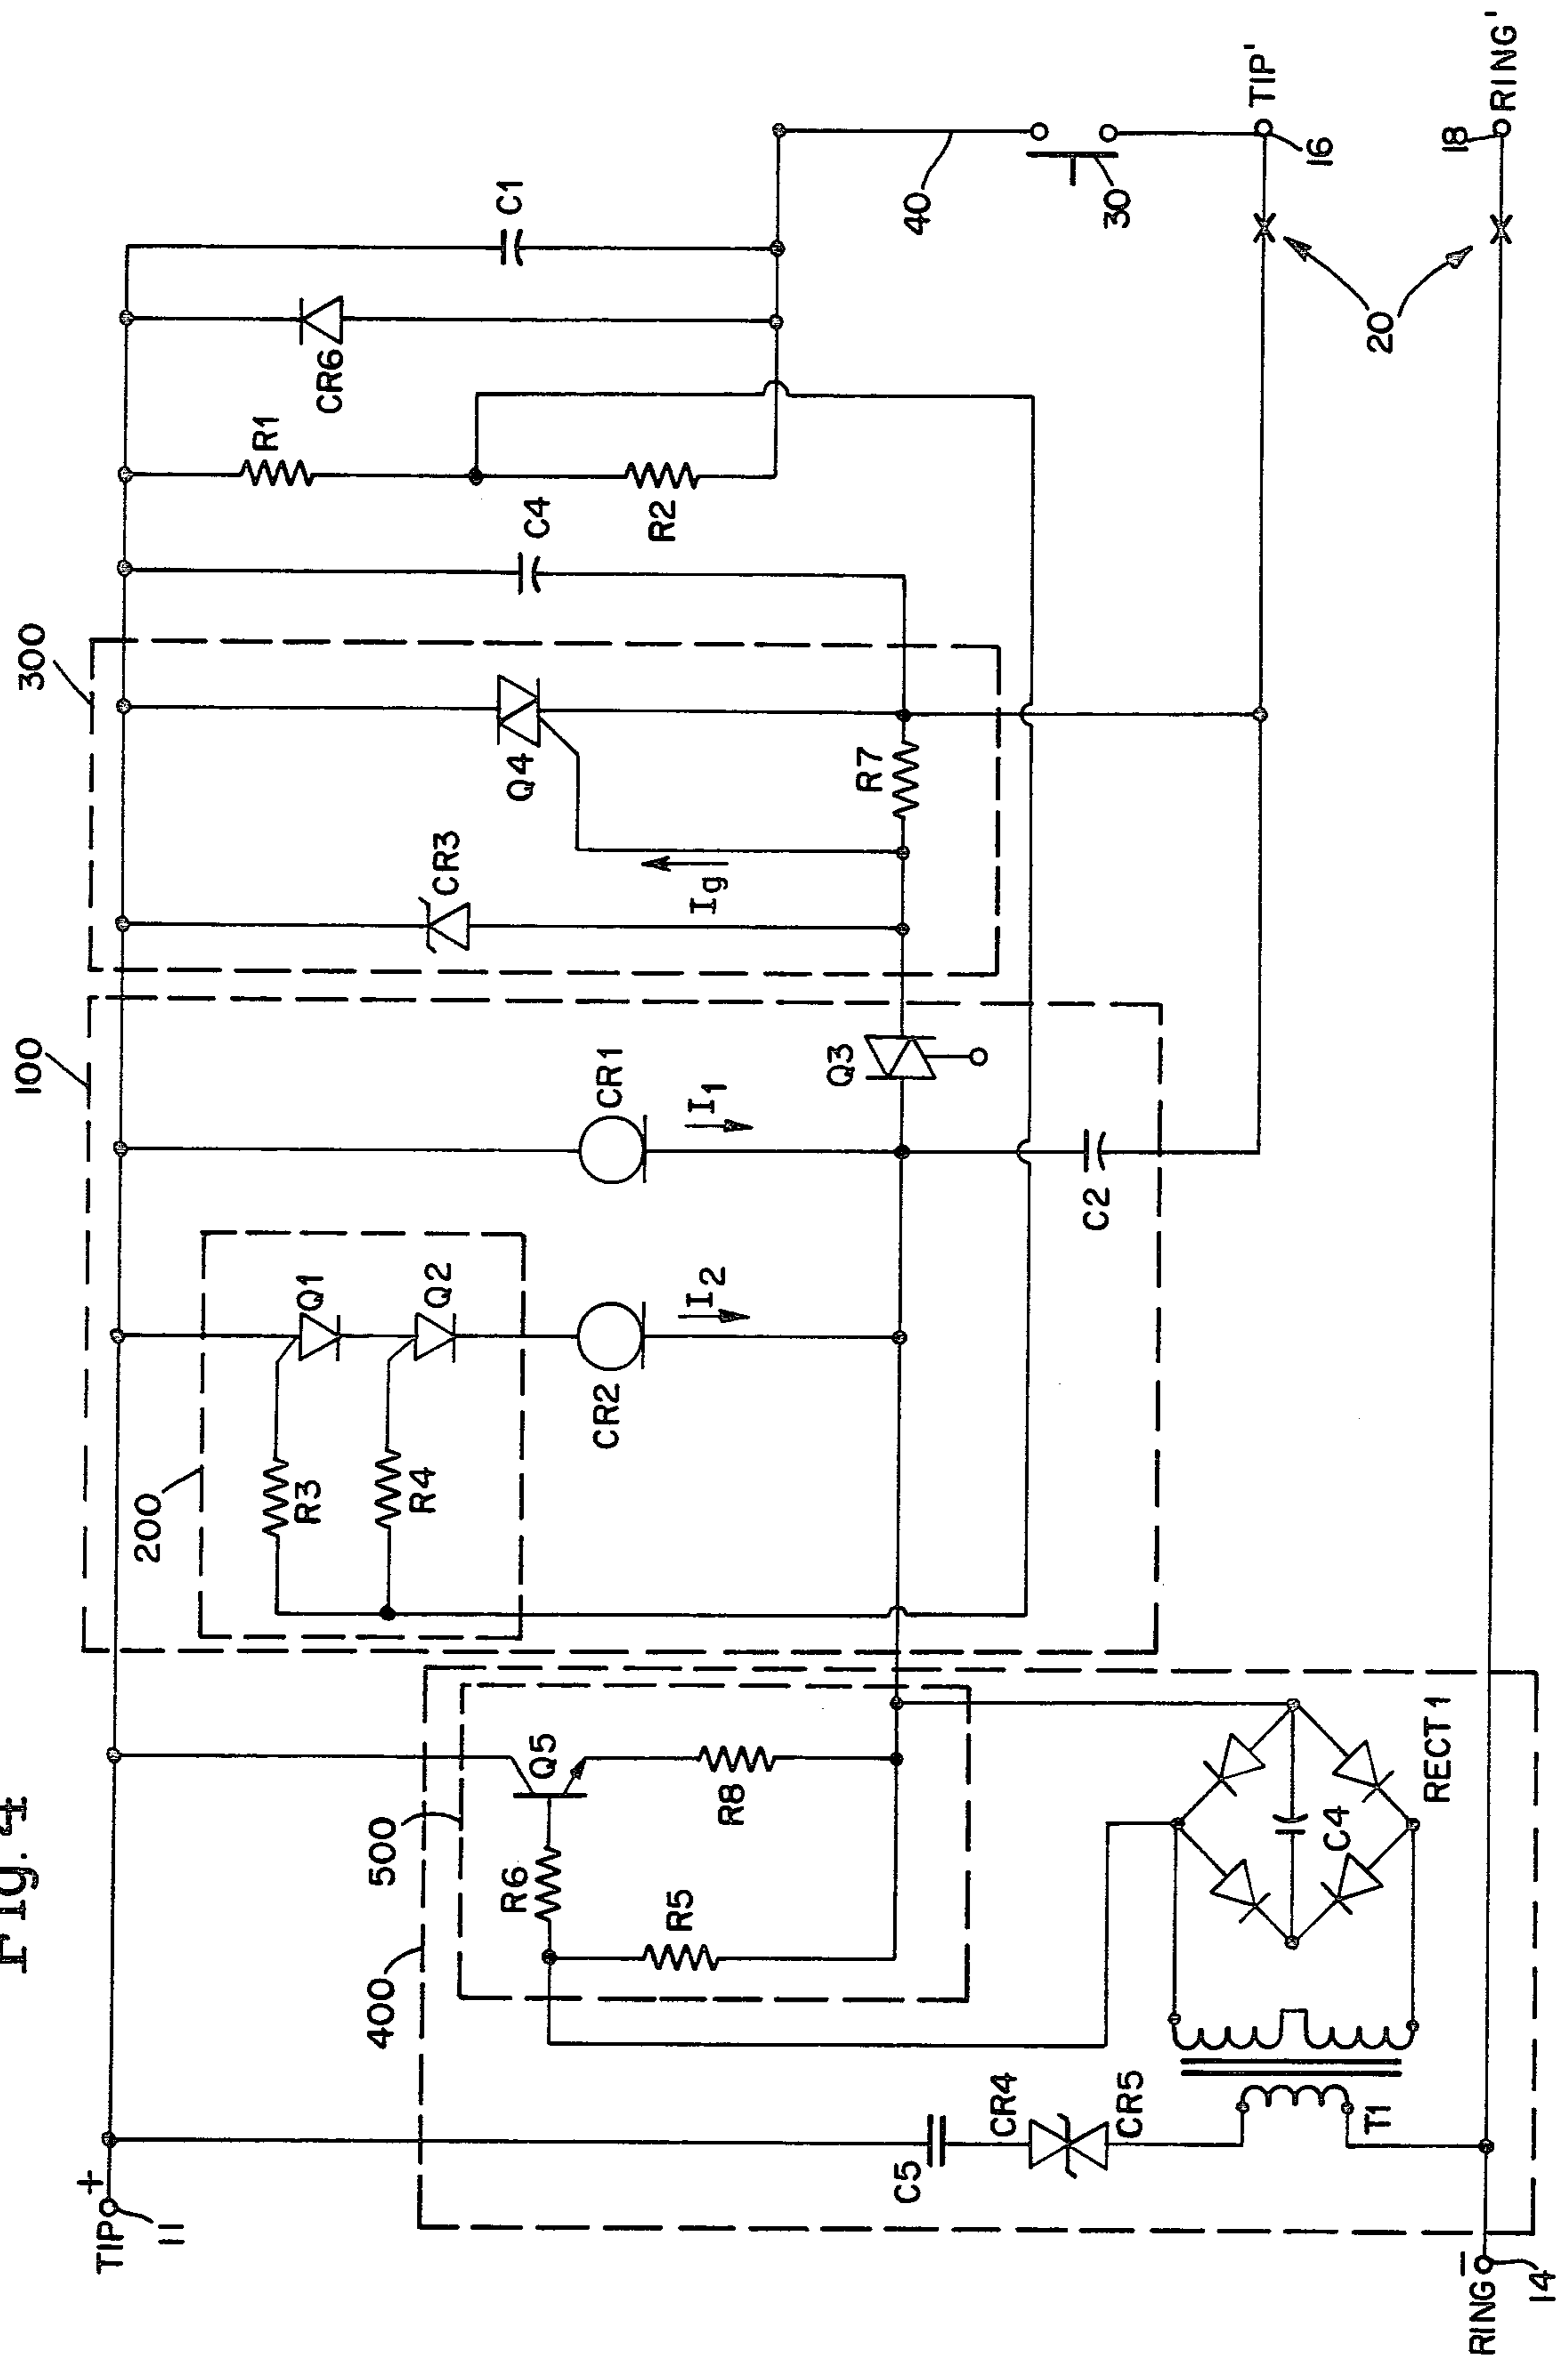 Fig. 4
TIP
+
11
RING
−
14
400
500
C5
CR4
CR5
T1
RECT 1
C4
R6
R5
Q5
R8
100
200
R3
R4
Q1
Q2
CR2
I2
CR1
I1
C2
Q3
300
CR3
Ig
Q4
R7
C4
R1
R2
CR6
C1
40
30
TIP'
16
20
18
RING'